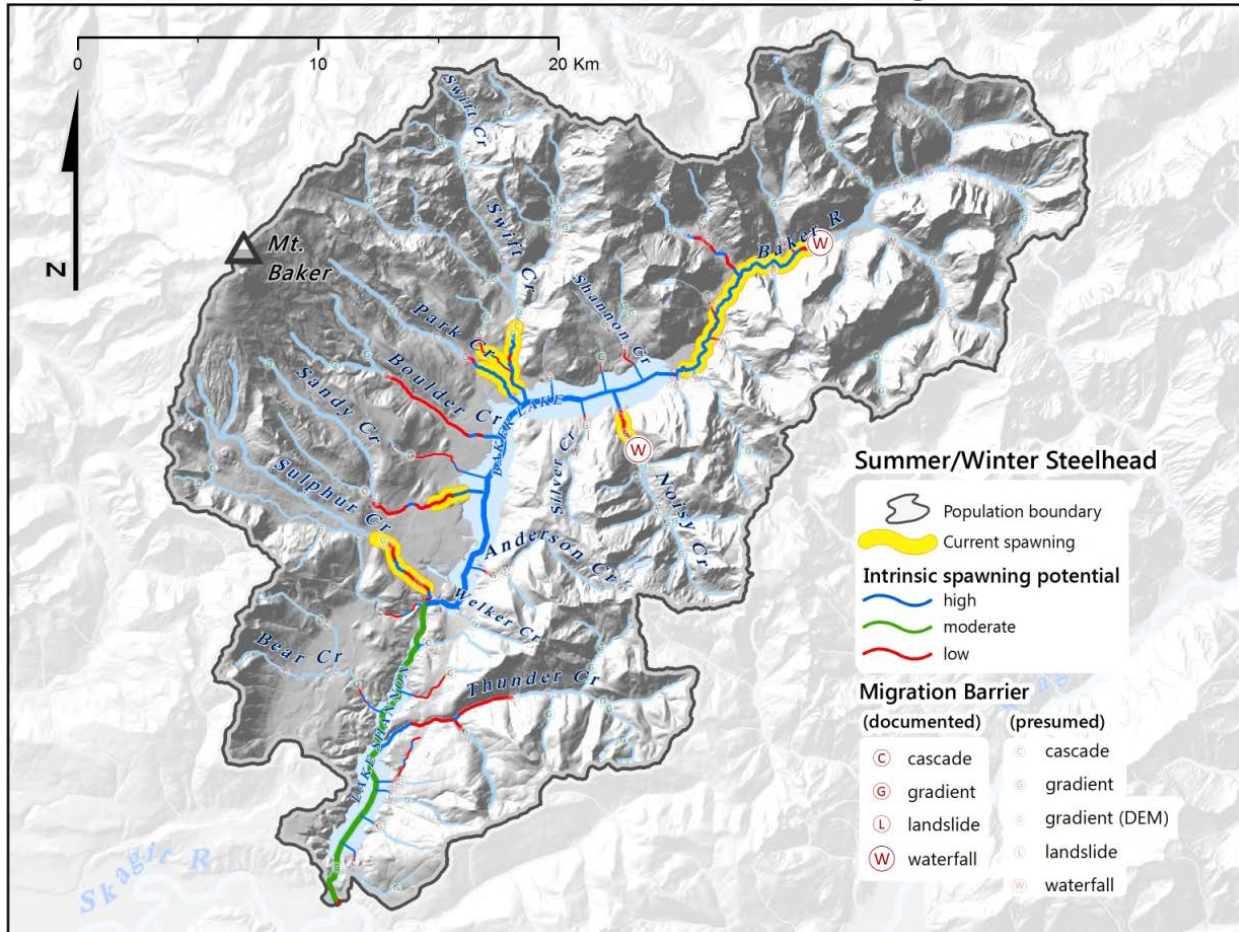 0
10
20 Km
N
Mt.
Baker
Swift Cr
Swift Cr
Park Cr
Boulder Cr
Sandy Cr
Sulphur Cr
Shannon Cr
Baker R
W
BAKER LAKE
Silver Cr
W
Noisy Cr
Anderson Cr
Welker Cr
Bear Cr
Thunder Cr
LAKE SHANNON
Skagit R
Summer/Winter Steelhead
Population boundary
Current spawning
Intrinsic spawning potential
high
moderate
low
Migration Barrier
(documented)
C cascade
G gradient
L landslide
W waterfall
(presumed)
C cascade
G gradient
G gradient (DEM)
L landslide
W waterfall